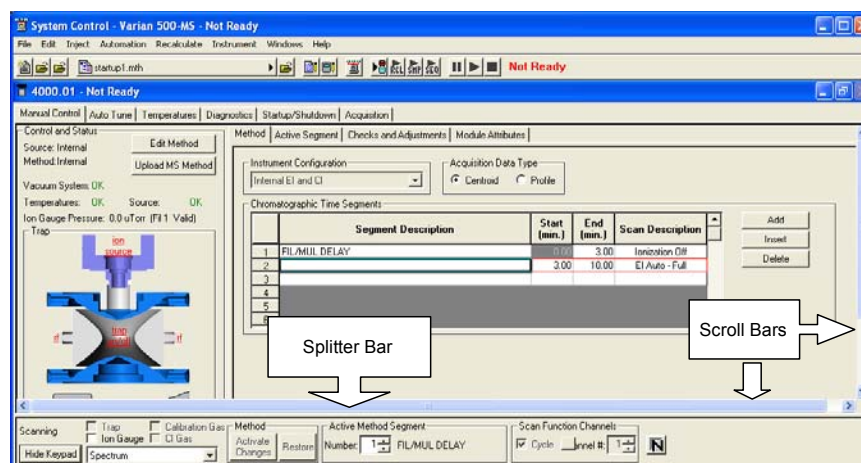 System Control - Varian 500-MS - Not Ready
File Edit Inject Automation Recalculate Instrument Windows Help
startup1.mth
RCL SMP SEQ
Not Ready
4000.01 - Not Ready
Manual Control Auto Tune Temperatures Diagnostics Startup/Shutdown Acquisition
Control and Status
Source: Internal
Edit Method
Method: Internal
Upload MS Method
Vacuum System: OK
Temperatures: OK Source: OK
Ion Gauge Pressure: 0.0 uTorr (Fil 1 Valid)
Trap
ion
source
rf
trap
rf
Method Active Segment Checks and Adjustments Module Attributes
Instrument Configuration
Internal EI and CI
Acquisition Data Type
Centroid Profile
Chromatographic Time Segments
Segment Description Start (min.) End (min.) Scan Description
1 FIL/MUL DELAY 0.00 3.00 Ionization Off
2 3.00 10.00 EI Auto - Full
3
4
5
6
Add
Insert
Delete
Splitter Bar
Scroll Bars
Scanning
Trap
Calibration Gas
Ion Gauge
CI Gas
Hide Keypad
Spectrum
Method
Activate Changes
Restore
Active Method Segment
Number: 1 FIL/MUL DELAY
Scan Function Channels
Cycle annel #: 1
N